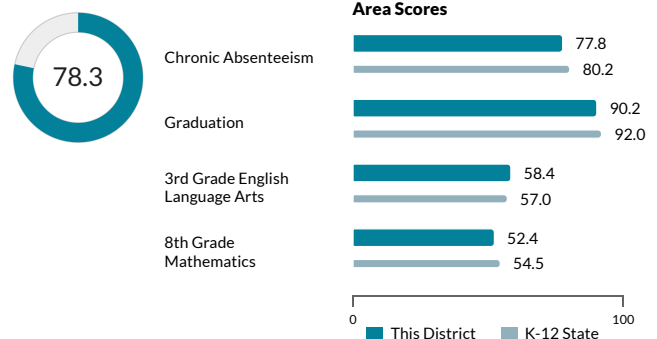 Area Scores
78.3
Chronic Absenteeism
77.8
80.2
Graduation
90.2
92.0
3rd Grade English
Language Arts
58.4
57.0
8th Grade
Mathematics
52.4
54.5
0
100
This District
K-12 State